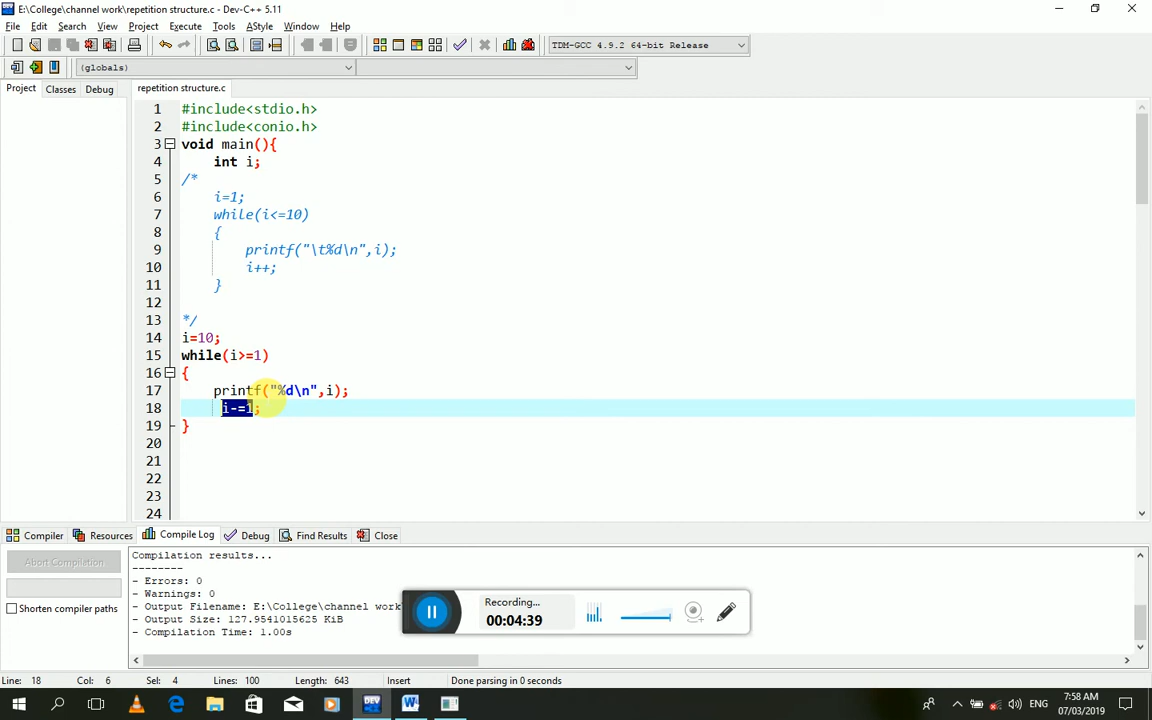 E:\College\channel work\repetition structure.c - Dev-C++ 5.11
File Edit Search View Project Execute Tools AStyle Window Help
TDM-GCC 4.9.2 64-bit Release
(globals)
Project Classes Debug
repetition structure.c
1 #include<stdio.h>
2 #include<conio.h>
3 void main(){
4 int i;
5 /*
6 i=1;
7 while(i<=10)
8 {
9 printf("\t%d\n",i);
10 i++;
11 }
12
13 */
14 i=10;
15 while(i>=1)
16 {
17 printf("%d\n",i);
18 i-=1;
19 }
20
21
22
23
24
Compiler Resources Compile Log Debug Find Results Close
Abort Compilation
Shorten compiler paths
Compilation results...
--------
- Errors: 0
- Warnings: 0
- Output Filename: E:\College\channel work
- Output Size: 127.9541015625 KiB
- Compilation Time: 1.00s
Recording...
00:04:39
Line: 18 Col: 6 Sel: 4 Lines: 100 Length: 643 Insert Done parsing in 0 seconds
ENG
7:58 AM
07/03/2019